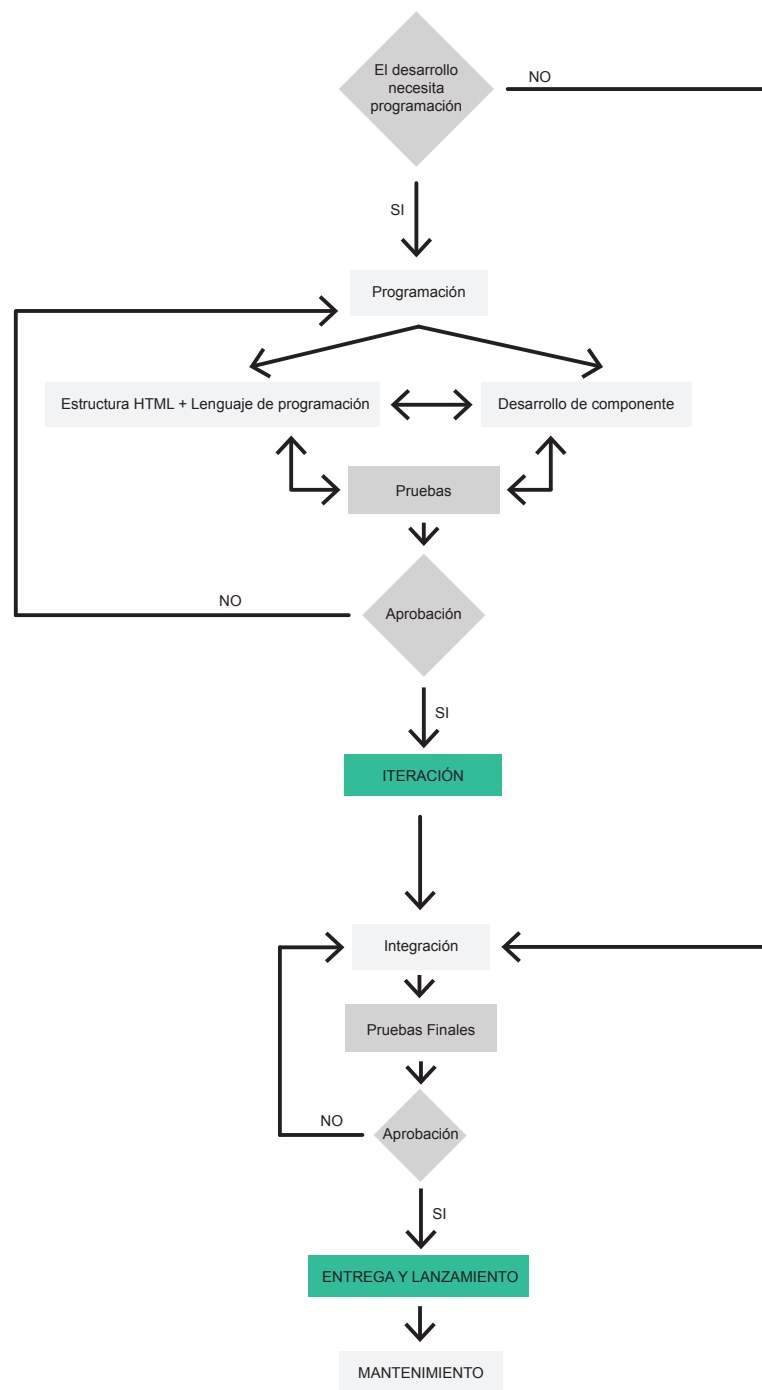 El desarrollo
necesita
programación
NO
SI
Programación
Estructura HTML + Lenguaje de programación
Desarrollo de componente
Pruebas
NO
Aprobación
SI
ITERACIÓN
Integración
Pruebas Finales
NO
Aprobación
SI
ENTREGA Y LANZAMIENTO
MANTENIMIENTO